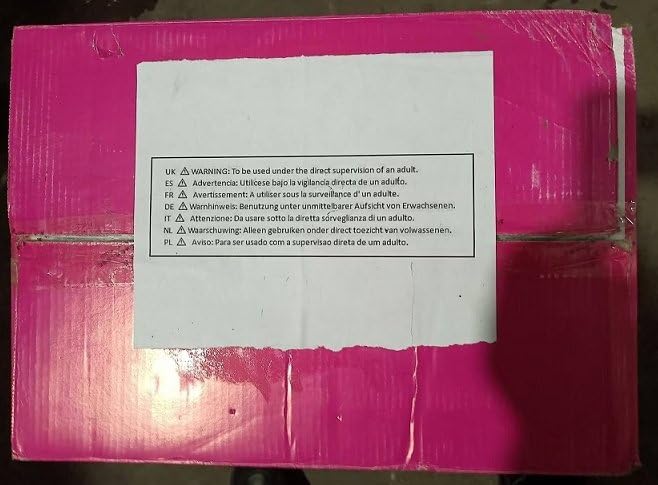 UK ⚠ WARNING: To be used under the direct supervision of an adult.
ES ⚠ Advertencia: Utilícese bajo la vigilancia directa de un adulto.
FR ⚠ Avertissement: A utiliser sous la surveillance d' un adulte.
DE ⚠ Warnhinweis: Benutzung unter unmittelbarer Aufsicht von Erwachsenen.
IT ⚠ Attenzione: Da usare sotto la diretta sorveglianza di un adulto.
NL ⚠ Waarschuwing: Alleen gebruiken onder direct toezicht van volwassenen.
PL ⚠ Aviso: Para ser usado com a supervisao direta de um adulto.